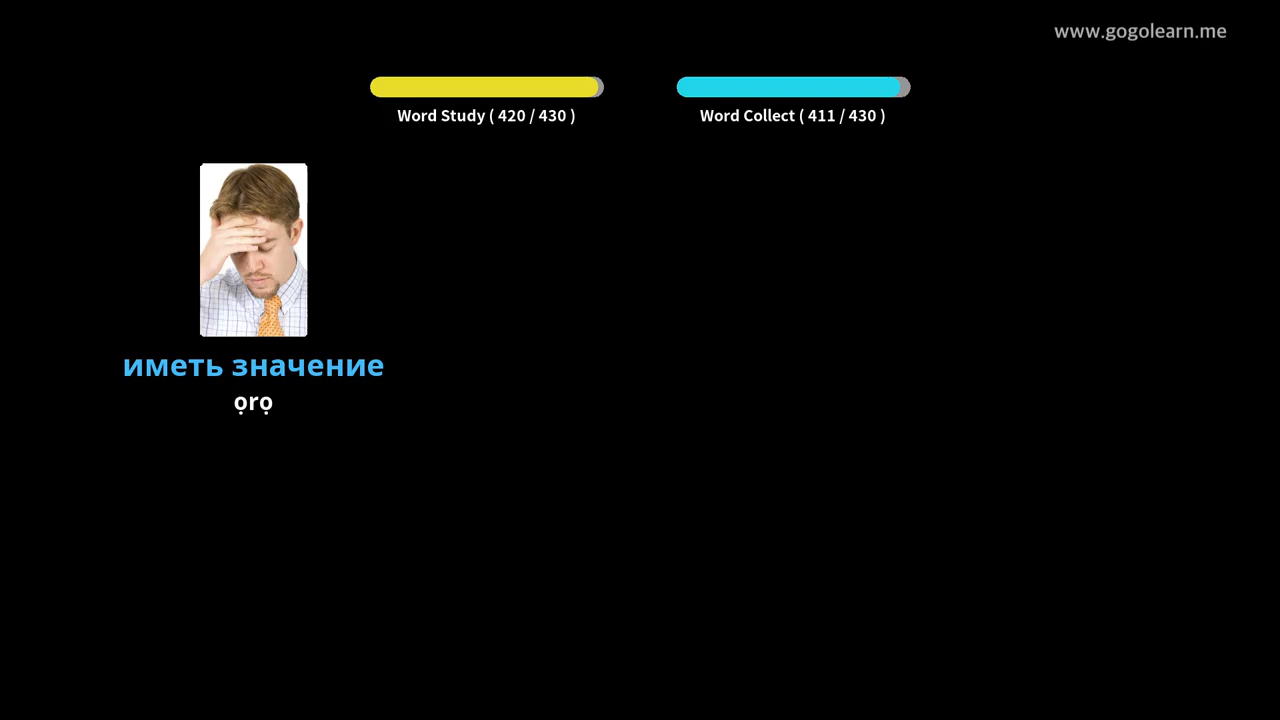 www.gogolearn.me
Word Study ( 420 / 430 )
Word Collect ( 411 / 430 )
иметь значение
ọrọ